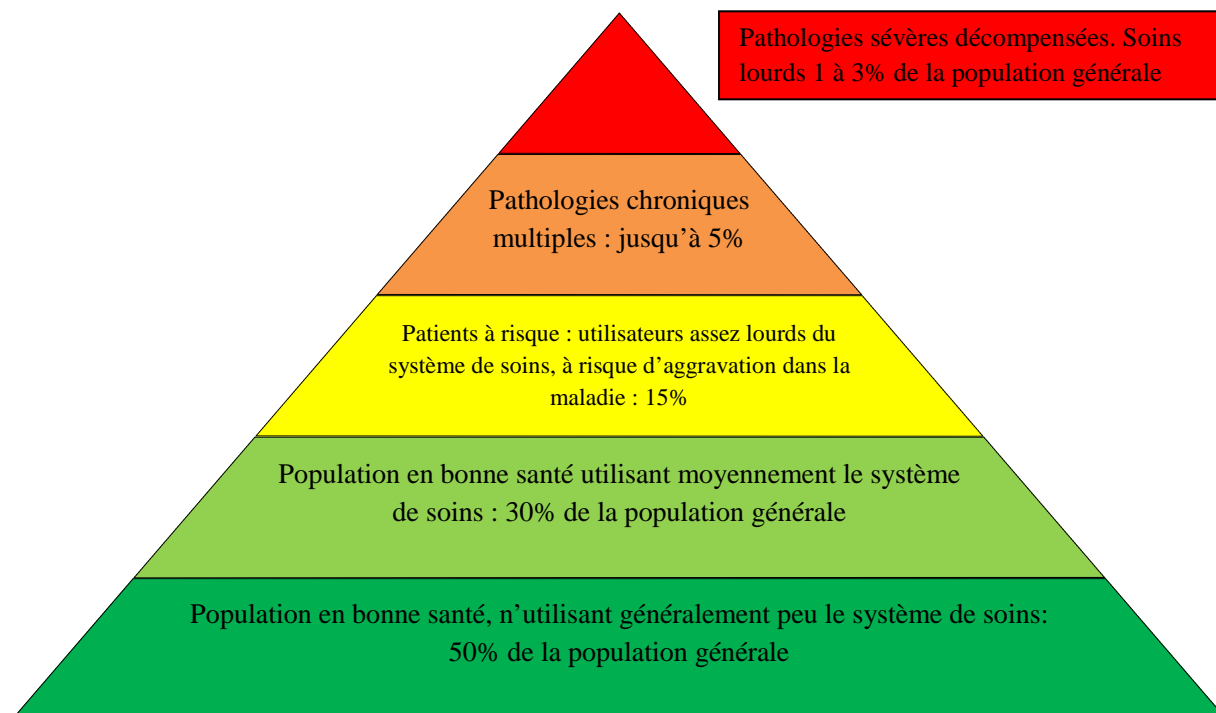 Pathologies sévères décompensées. Soins
lourds 1 à 3% de la population générale
Pathologies chroniques
multiples : jusqu’à 5%
Patients à risque : utilisateurs assez lourds du
système de soins, à risque d’aggravation dans la
maladie : 15%
Population en bonne santé utilisant moyennement le système
de soins : 30% de la population générale
Population en bonne santé, n’utilisant généralement peu le système de soins:
50% de la population générale